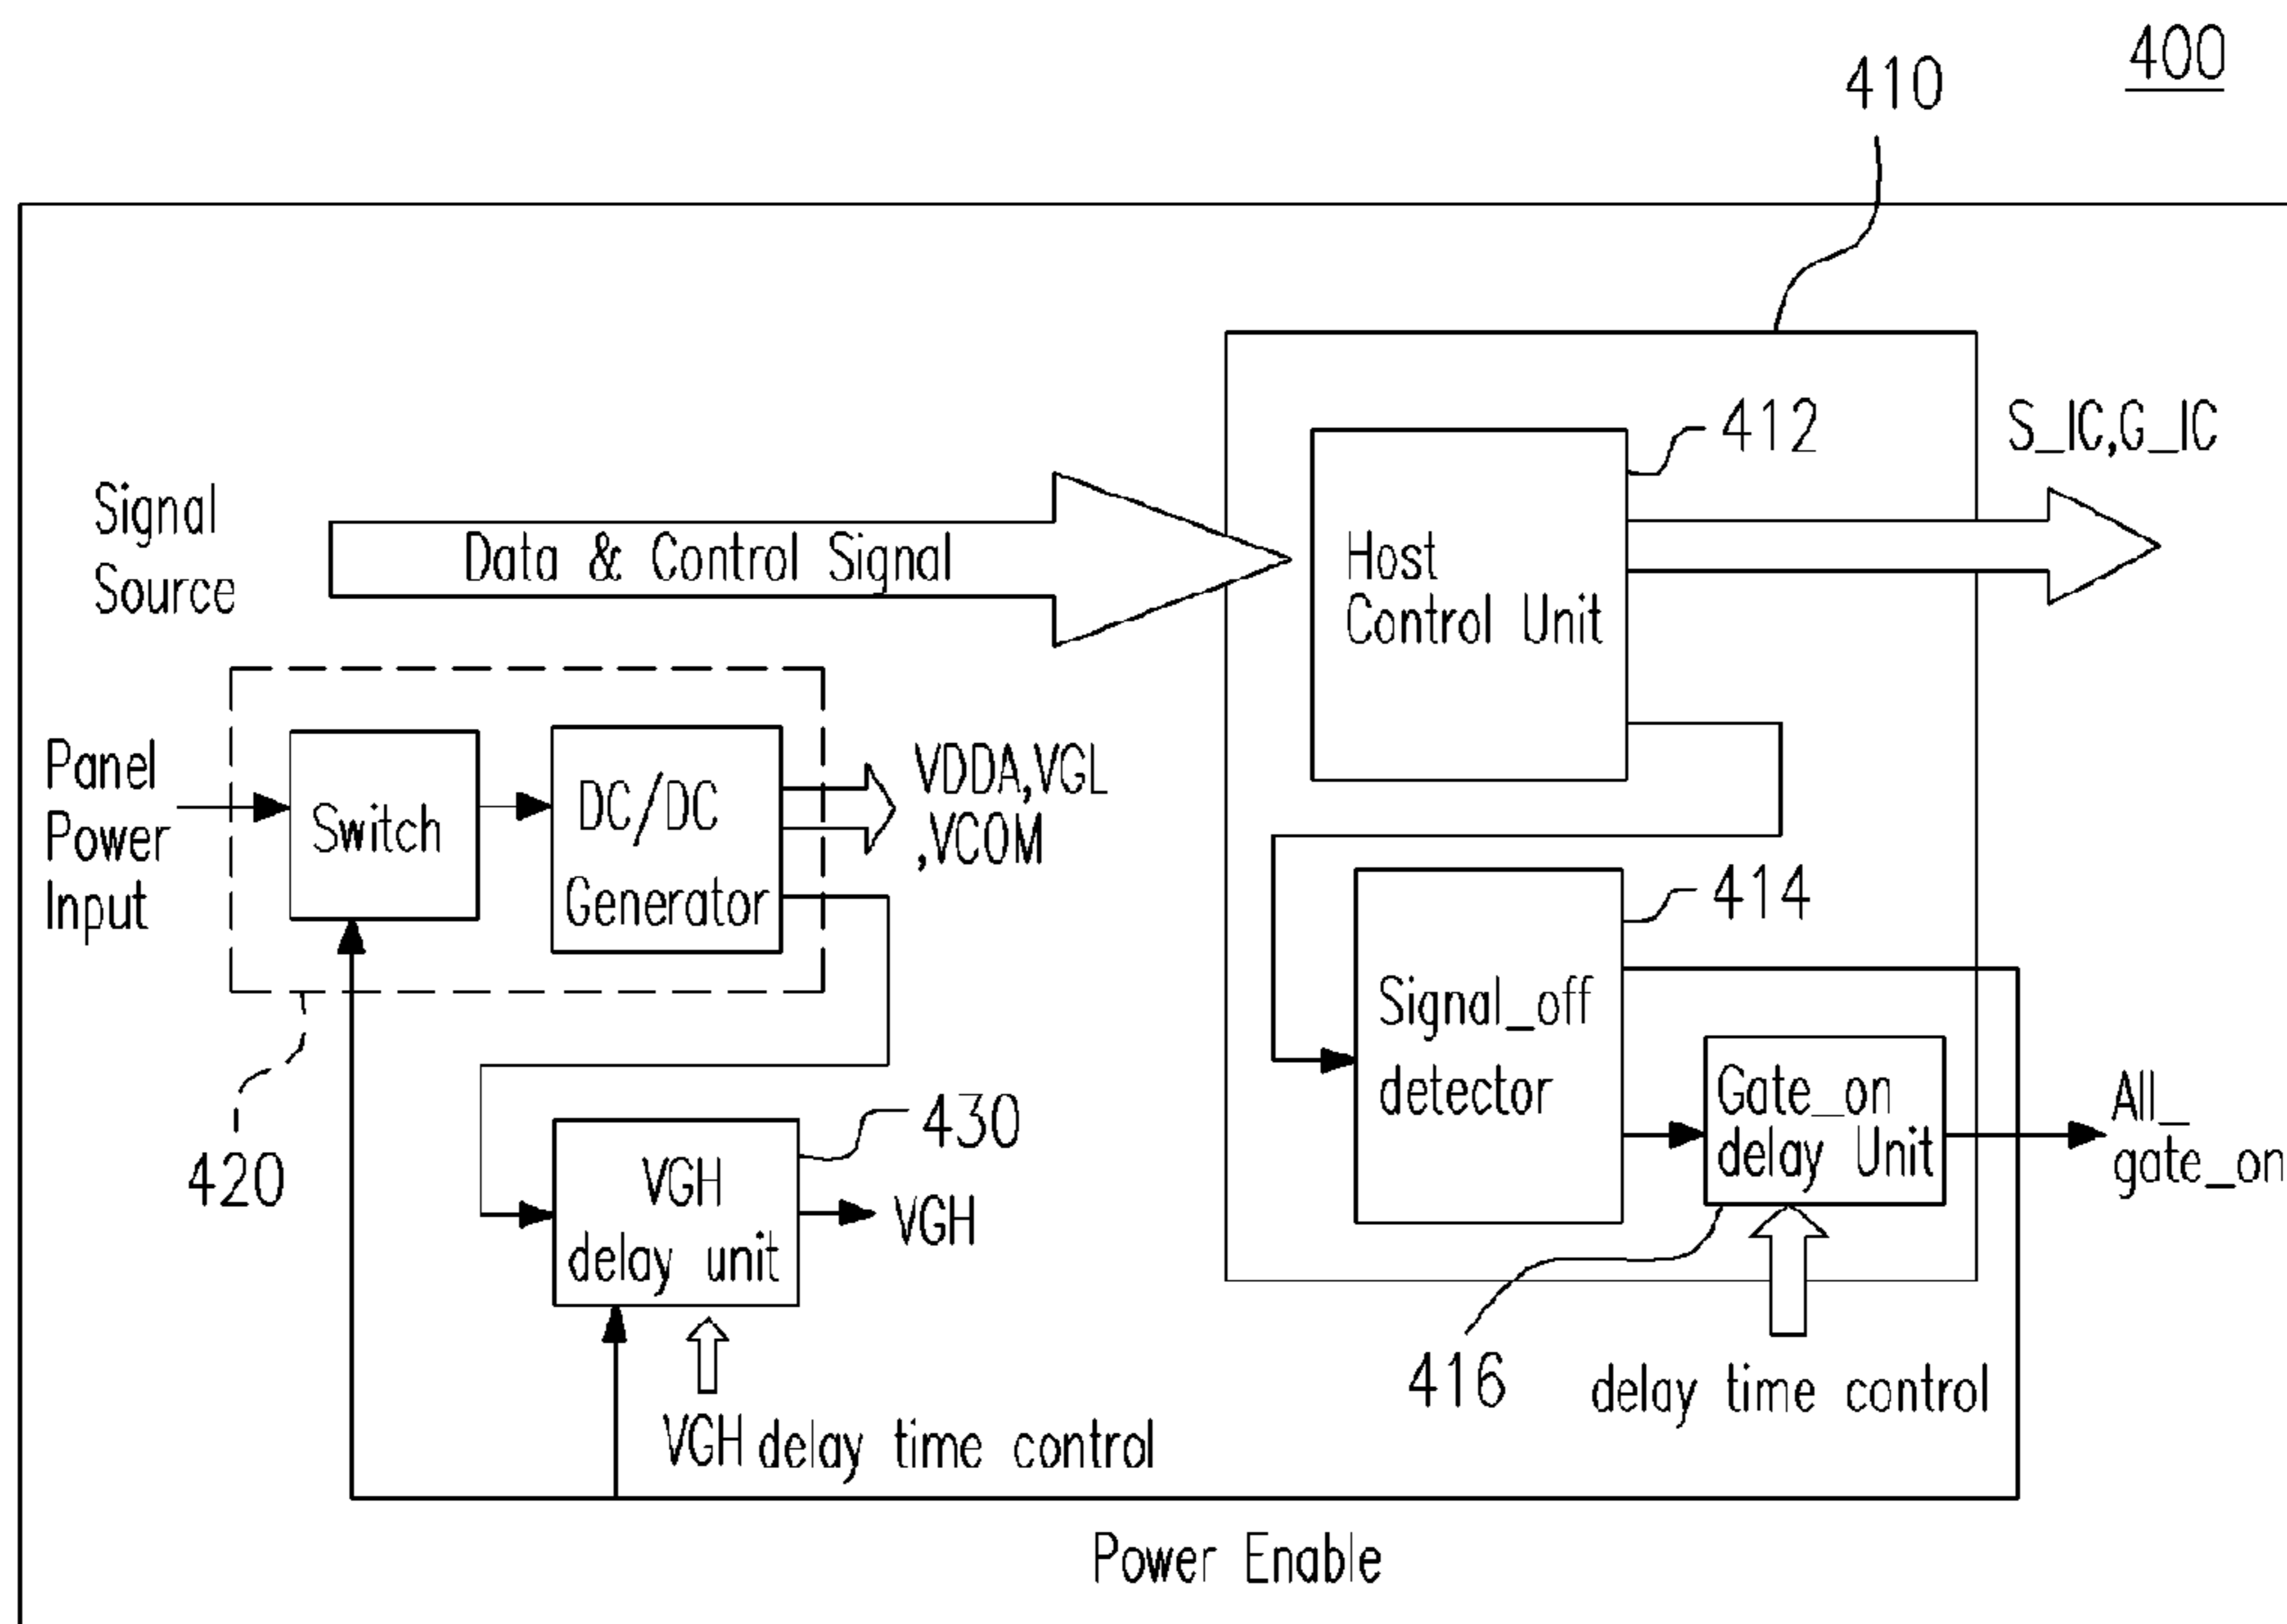 400
410
412
S_IC,G_IC
Signal
Source
Data & Control Signal
Host
Control Unit
Panel
Power
Input
Switch
DC/DC
Generator
VDDA,VGL
,VCOM
414
Signal_off
detector
Gate_on
delay Unit
All_
gate_on
420
430
VGH
delay unit
VGH
416
delay time control
VGH delay time control
Power Enable